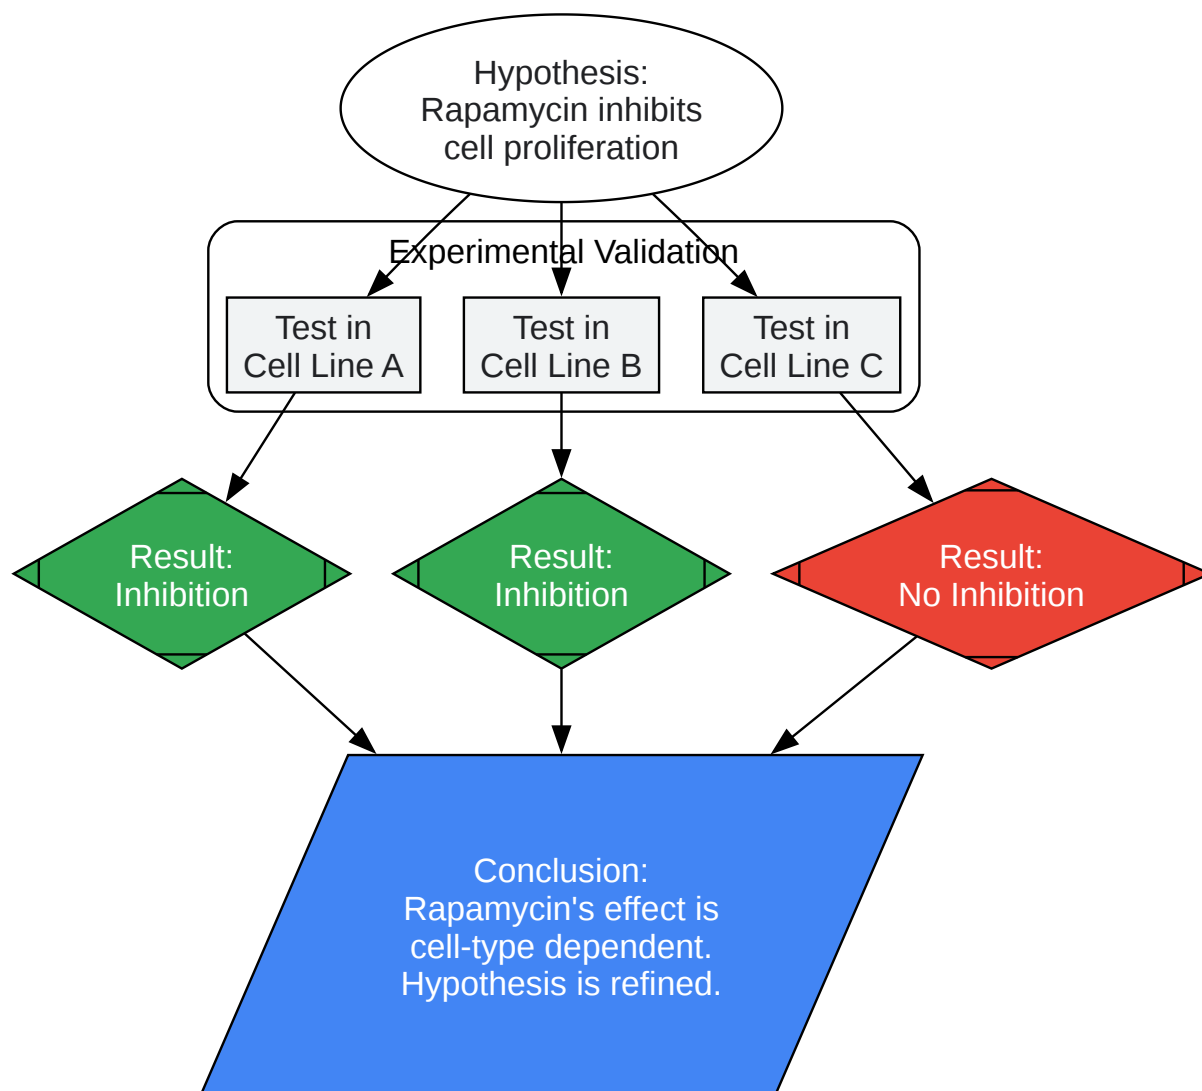 Hypothesis:
Rapamycin inhibits
cell proliferation
Experimental Validation
Test in
Cell Line A
Test in
Cell Line B
Test in
Cell Line C
Result:
Inhibition
Result:
Inhibition
Result:
No Inhibition
Conclusion:
Rapamycin's effect is
cell-type dependent.
Hypothesis is refined.